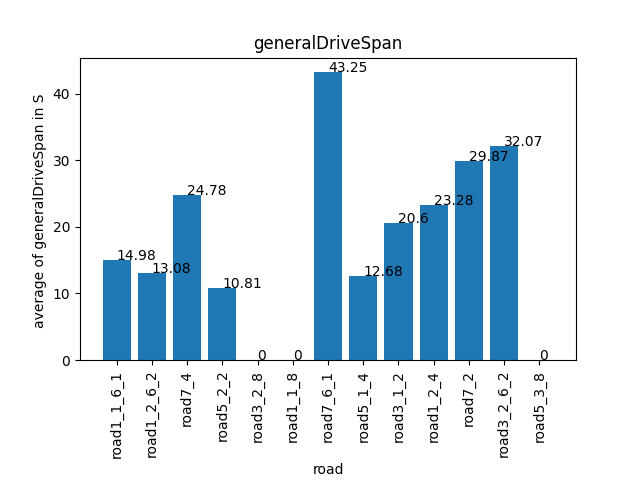 generalDriveSpan
average of generalDriveSpan in S
40
30
20
10
0
14.98
13.08
24.78
10.81
0
0
43.25
12.68
20.6
23.28
29.87
32.07
0
road1_1_6_1
road1_2_6_2
road7_4
road5_2_2
road3_2_8
road1_1_8
road7_6_1
road5_1_4
road3_1_2
road1_2_4
road7_2
road3_2_6_2
road5_3_8
road